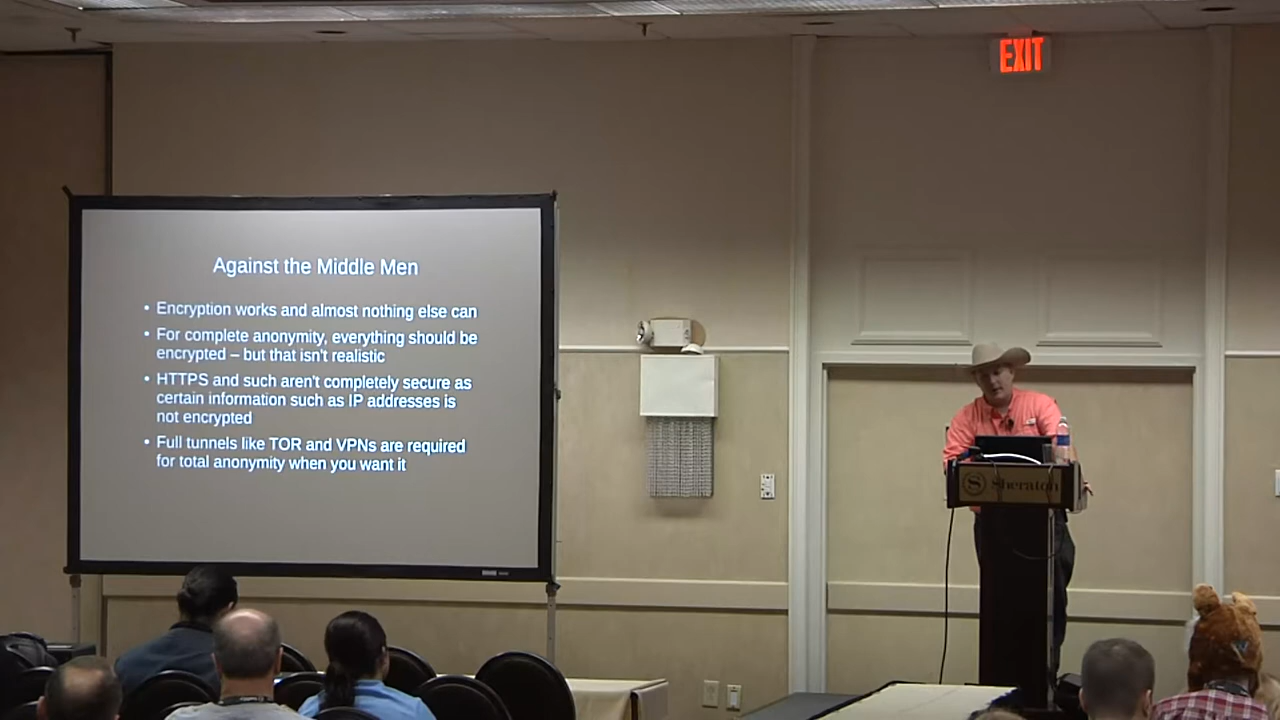 EXIT
Against the Middle Men
• Encryption works and almost nothing else can
• For complete anonymity, everything should be
encrypted – but that isn't realistic
• HTTPS and such aren't completely secure as
certain information such as IP addresses is
not encrypted
• Full tunnels like TOR and VPNs are required
for total anonymity when you want it
Sheraton